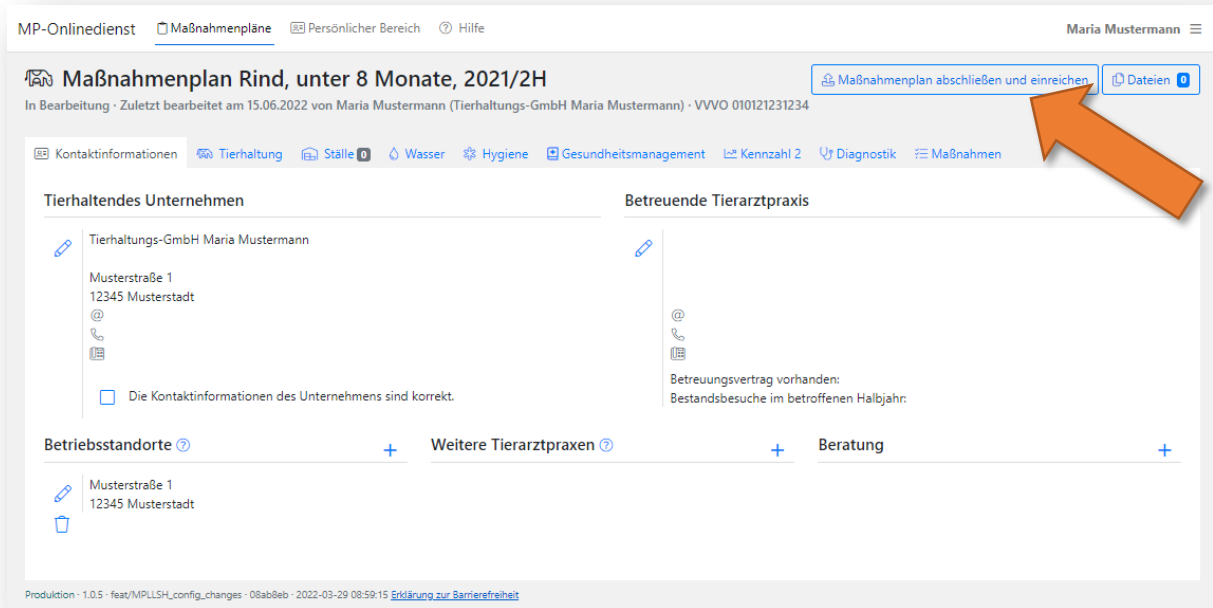 MP-Onlinedienst Maßnahmenpläne Persönlicher Bereich Hilfe Maria Mustermann
Maßnahmenplan Rind, unter 8 Monate, 2021/2H
Maßnahmenplan abschließen und einreichen Dateien 0
In Bearbeitung · Zuletzt bearbeitet am 15.06.2022 von Maria Mustermann (Tierhaltungs-GmbH Maria Mustermann) · VVVO 010121231234
Kontaktinformationen Tierhaltung Ställe 0 Wasser Hygiene Gesundheitsmanagement Kennzahl 2 Diagnostik Maßnahmen
Tierhaltendes Unternehmen
Tierhaltungs-GmbH Maria Mustermann
Musterstraße 1
12345 Musterstadt
@
Die Kontaktinformationen des Unternehmens sind korrekt.
Betreuende Tierarztpraxis
@
Betreuungsvertrag vorhanden:
Bestandsbesuche im betroffenen Halbjahr:
Betriebsstandorte ? +
Musterstraße 1
12345 Musterstadt
Weitere Tierarztpraxen ? +
Beratung +
Produktion · 1.0.5 · feat/MPLLSH_config_changes · 08ab8eb · 2022-03-29 08:59:15 Erklärung zur Barrierefreiheit